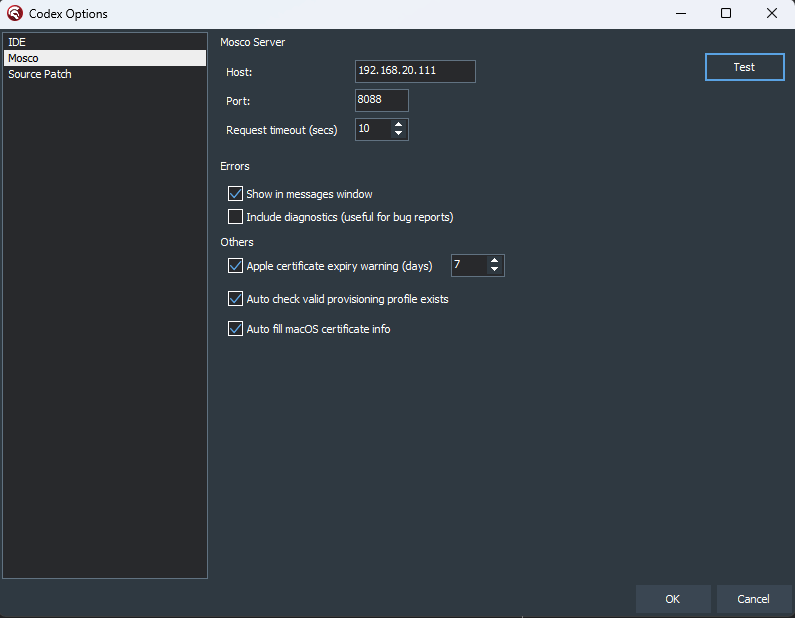 Codex Options
IDE
Mosco
Source Patch
Mosco Server
Host: 192.168.20.111
Test
Port: 8088
Request timeout (secs) 10
Errors
Show in messages window
Include diagnostics (useful for bug reports)
Others
Apple certificate expiry warning (days) 7
Auto check valid provisioning profile exists
Auto fill macOS certificate info
OK Cancel